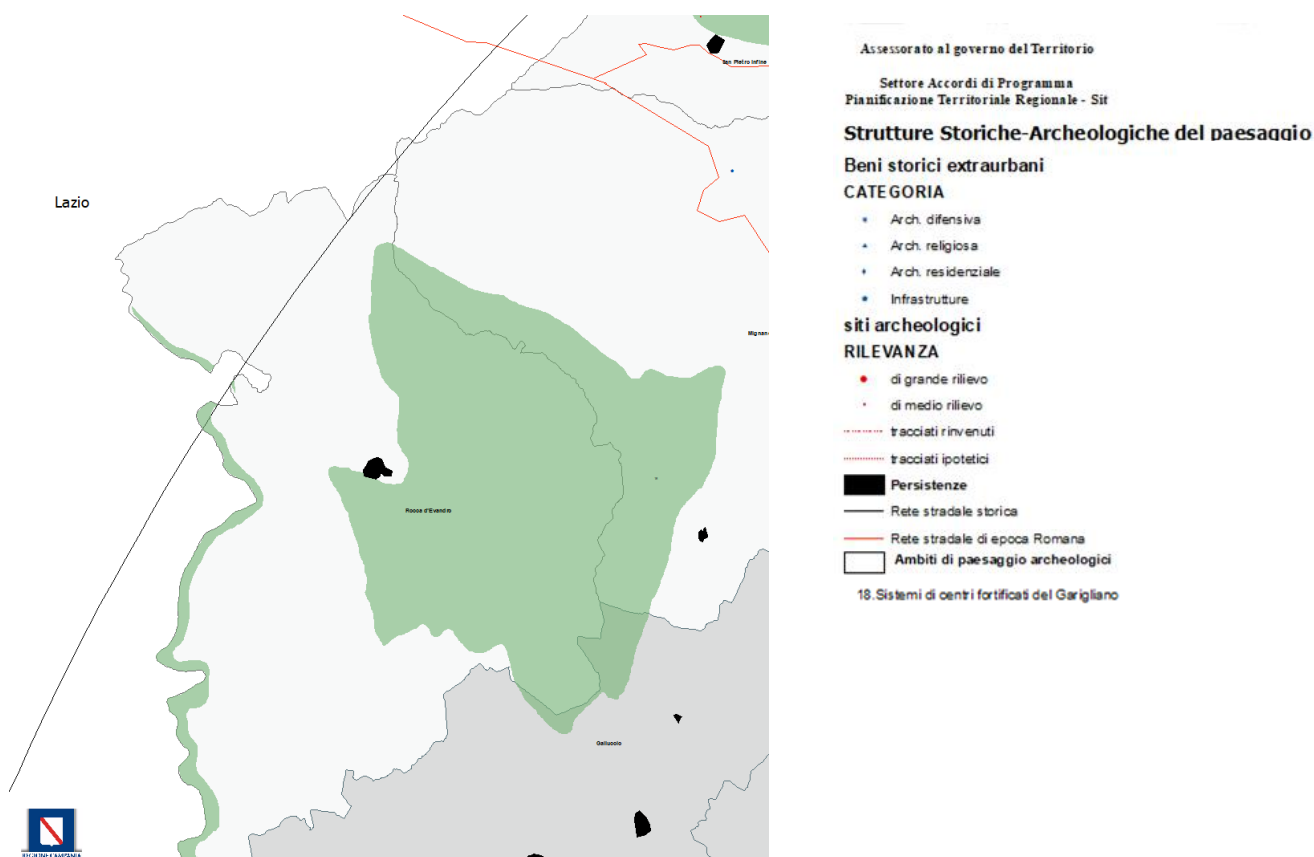 San Pietro Infine
Lazio
Rocca d'Evandro
Galluccio
REGIONE CAMPANIA
Assessorato al governo del Territorio
Settore Accordi di Programma
Pianificazione Territoriale Regionale - Sit
Strutture Storiche-Archeologiche del paesaggio
Beni storici extraurbani
CATEGORIA
Arch. difensiva
Arch. religiosa
Arch. residenziale
Infrastrutture
siti archeologici
RILEVANZA
di grande rilievo
di medio rilievo
tracciati rinvenuti
tracciati ipotetici
Persistenze
Rete stradale storica
Rete stradale di epoca Romana
Ambiti di paesaggio archeologici
18.Sistemi di centri fortificati del Garigliano